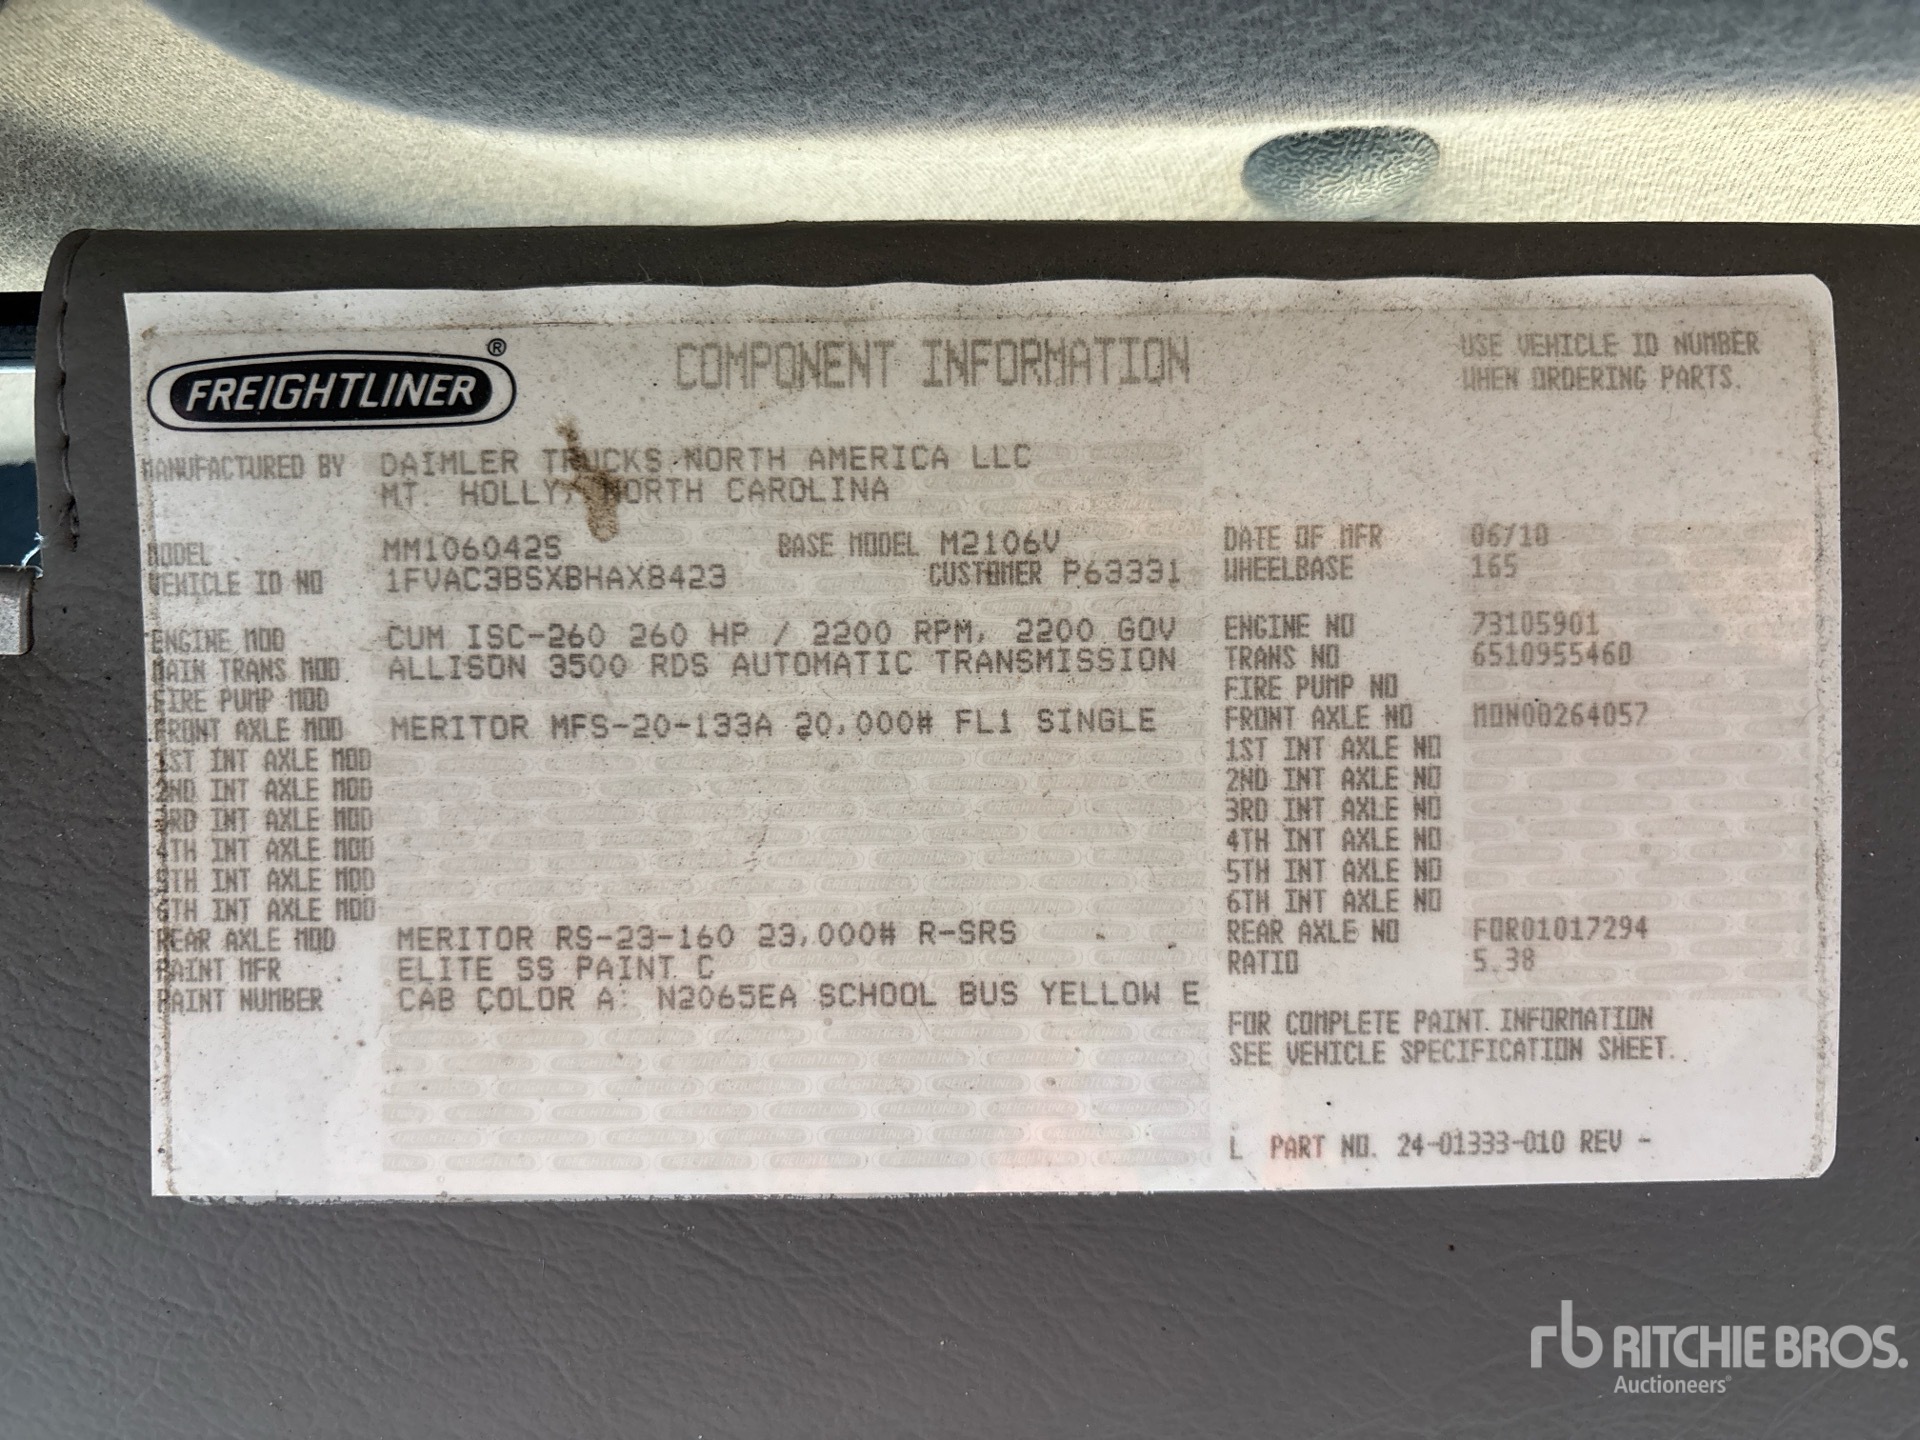 FREIGHTLINER®
COMPONENT INFORMATION
USE VEHICLE ID NUMBER
WHEN ORDERING PARTS.
MANUFACTURED BY DAIMLER TRUCKS NORTH AMERICA LLC
MT. HOLLY, NORTH CAROLINA
MODEL MM106042S BASE MODEL M2106V DATE OF MFR 06/10
VEHICLE ID NO 1FVAC3BSXBHAX8423 CUSTOMER P63331 WHEELBASE 165
ENGINE MOD CUM ISC-260 260 HP / 2200 RPM, 2200 GOV ENGINE NO 73105901
MAIN TRANS MOD ALLISON 3500 RDS AUTOMATIC TRANSMISSION TRANS NO 6510955460
FIRE PUMP MOD FIRE PUMP NO
FRONT AXLE MOD MERITOR MFS-20-133A 20,000# FL1 SINGLE FRONT AXLE NO MON00264057
1ST INT AXLE MOD 1ST INT AXLE NO
2ND INT AXLE MOD 2ND INT AXLE NO
3RD INT AXLE MOD 3RD INT AXLE NO
4TH INT AXLE MOD 4TH INT AXLE NO
5TH INT AXLE MOD 5TH INT AXLE NO
6TH INT AXLE MOD 6TH INT AXLE NO
REAR AXLE MOD MERITOR RS-23-160 23,000# R-SRS REAR AXLE NO FOR01017294
PAINT MFR ELITE SS PAINT C RATIO 5.38
PAINT NUMBER CAB COLOR A: N2065EA SCHOOL BUS YELLOW E
FOR COMPLETE PAINT INFORMATION
SEE VEHICLE SPECIFICATION SHEET.
L PART NO. 24-01333-010 REV -
rb RITCHIE BROS.
Auctioneers